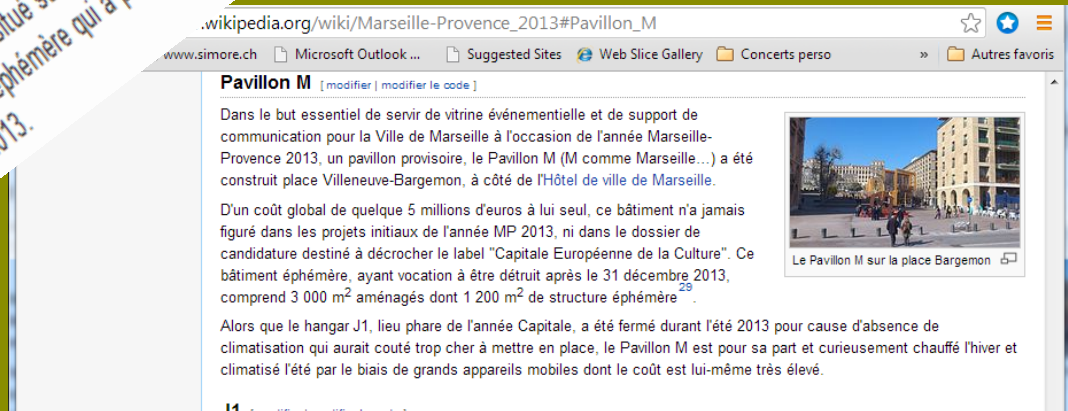 situé
éphémère qui a
2013.
.wikipedia.org/wiki/Marseille-Provence_2013#Pavillon_M
www.simore.ch Microsoft Outlook ... Suggested Sites Web Slice Gallery Concerts perso » Autres favoris
Pavillon M [ modifier | modifier le code ]
Dans le but essentiel de servir de vitrine événementielle et de support de
communication pour la Ville de Marseille à l'occasion de l'année Marseille-
Provence 2013, un pavillon provisoire, le Pavillon M (M comme Marseille...) a été
construit place Villeneuve-Bargemon, à côté de l'Hôtel de ville de Marseille.
D'un coût global de quelque 5 millions d'euros à lui seul, ce bâtiment n'a jamais
figuré dans les projets initiaux de l'année MP 2013, ni dans le dossier de
candidature destiné à décrocher le label "Capitale Européenne de la Culture". Ce
bâtiment éphémère, ayant vocation à être détruit après le 31 décembre 2013,
comprend 3 000 m² aménagés dont 1 200 m² de structure éphémère²⁹.
Le Pavillon M sur la place Bargemon
Alors que le hangar J1, lieu phare de l'année Capitale, a été fermé durant l'été 2013 pour cause d'absence de
climatisation qui aurait couté trop cher à mettre en place, le Pavillon M est pour sa part et curieusement chauffé l'hiver et
climatisé l'été par le biais de grands appareils mobiles dont le coût est lui-même très élevé.
J1